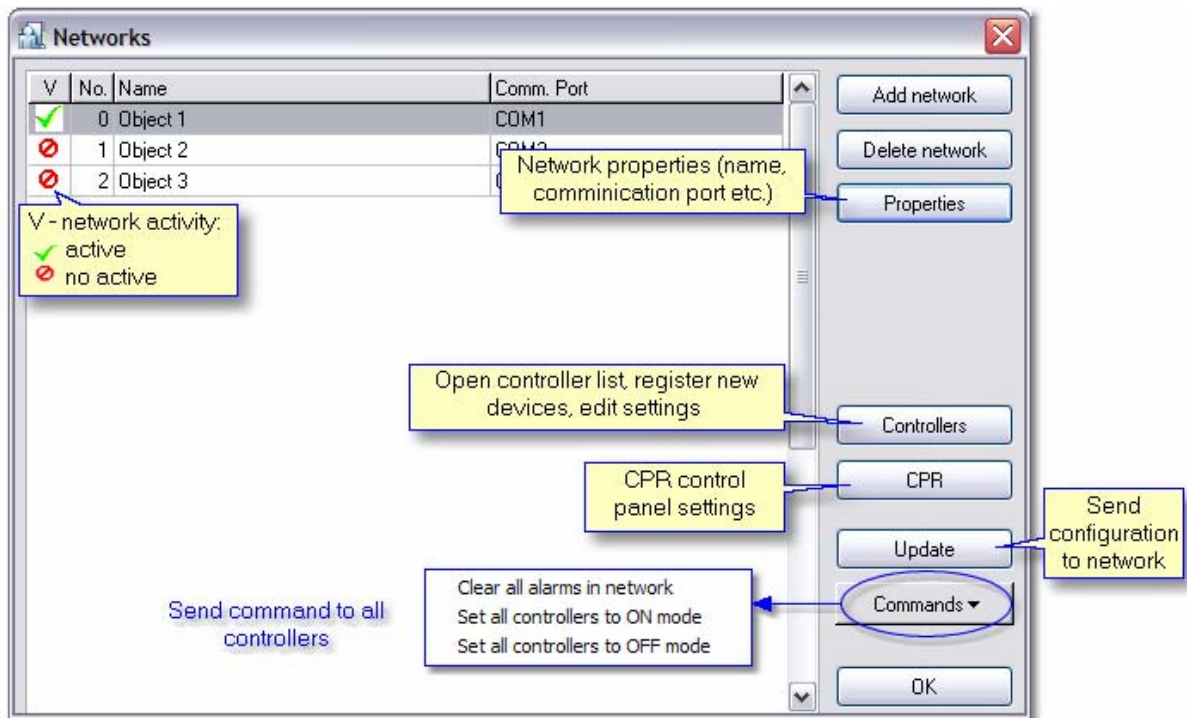 Networks
V No. Name Comm. Port
0 Object 1 COM1
1 Object 2
2 Object 3
Add network
Delete network
Properties
Network properties (name,
comminication port etc.)
V - network activity:
active
no active
Open controller list, register new
devices, edit settings
Controllers
CPR control
panel settings
CPR
Send
configuration
to network
Update
Send command to all
controllers
Clear all alarms in network
Set all controllers to ON mode
Set all controllers to OFF mode
Commands
OK